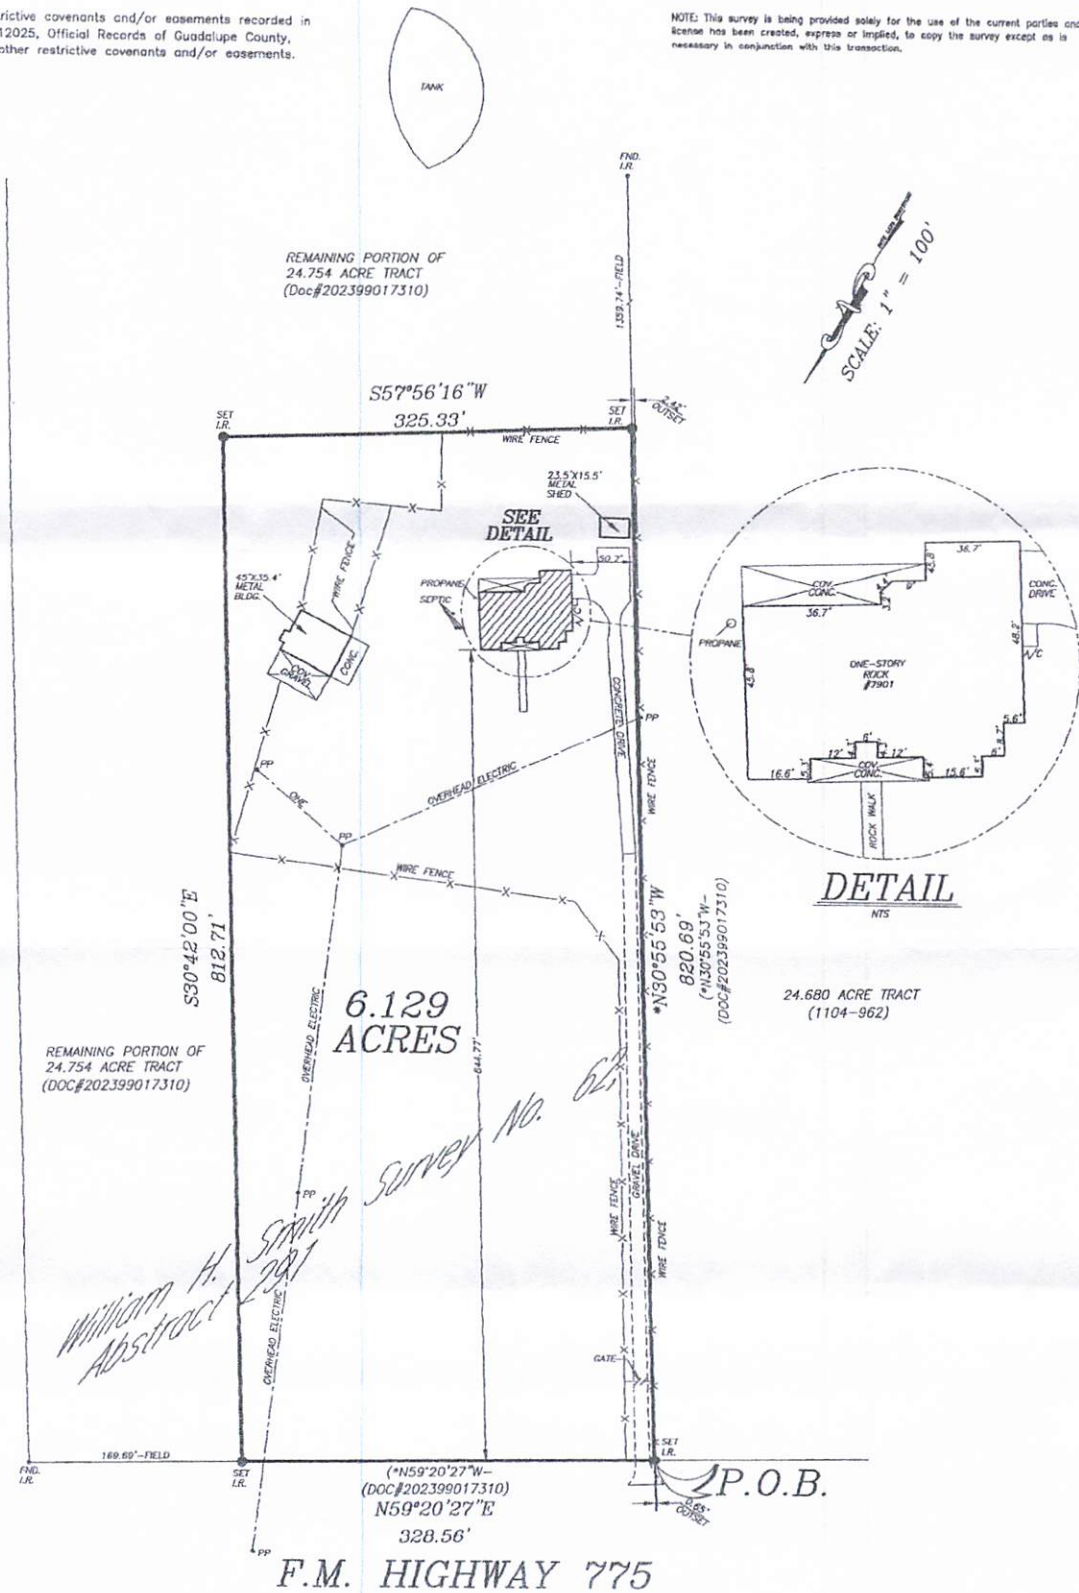 rictive covenants and/or easements recorded in
12025, Official Records of Guadalupe County,
other restrictive covenants and/or easements.
NOTE: This survey is being provided solely for the use of the current parties and
license has been created, express or implied, to copy the survey except as is
necessary in conjunction with this transaction.
TANK
FND.
I.R.
REMAINING PORTION OF
24.754 ACRE TRACT
(Doc#202399017310)
1359.74'-FIELD
SCALE: 1" = 100'
S57°56'16"W
325.33'
SET
I.R.
SET
I.R.
2.42'
OUTSET
WIRE FENCE
23.5'X15.5'
METAL
SHED
SEE
DETAIL
50.7'
45'X35.4'
METAL
BLDG.
WIRE FENCE
PROPANE
SEPTIC
A/C
COV.
GRAVEL
CONC.
CONCRETE DRIVE
36.7'
45.8'
COV.
CONC.
36.7'
CONC.
DRIVE
PROPANE
48.2'
A/C
ONE-STORY
ROCK
#7901
45.8'
5.6'
8.7'
6'
12'
12'
6'
16.6'
COV.
CONC.
15.6'
ROCK WALK
DETAIL
NTS
PP
PP
OHE
OVERHEAD ELECTRIC
PP
WIRE FENCE
WIRE FENCE
S30°42'00"E
812.71'
*N30°55'53"W
820.69'
(*N30°55'53"W-
(DOC#202399017310)
24.680 ACRE TRACT
(1104-962)
6.129
ACRES
OVERHEAD ELECTRIC
644.77'
REMAINING PORTION OF
24.754 ACRE TRACT
(DOC#202399017310)
William H. Smith Survey No. 62,
Abstract 291
PP
OVERHEAD ELECTRIC
WIRE FENCE
GRAVEL DRIVE
WIRE FENCE
GATE
169.69'-FIELD
FND.
I.R.
SET
I.R.
SET
I.R.
(*N59°20'27"W-
(DOC#202399017310)
N59°20'27"E
328.56'
P.O.B.
0.65'
OUTSET
PP
F.M. HIGHWAY 775